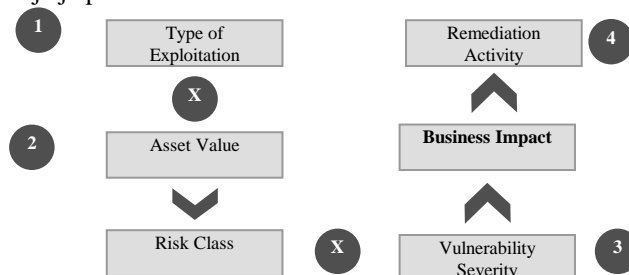 1
Type of
Exploitation
Remediation
Activity
4
X
2
Asset Value
Business Impact
Risk Class
X
Vulnerability
Severity
3